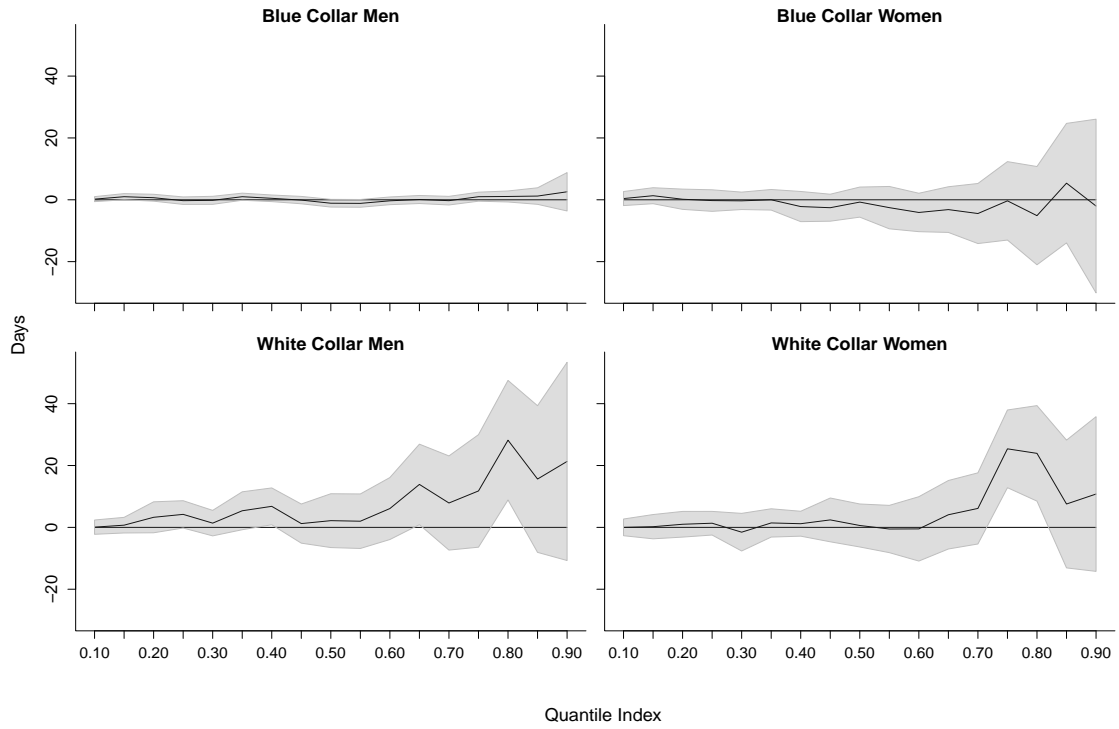 Blue Collar Men
Blue Collar Women
40
20
0
−20
White Collar Men
White Collar Women
40
20
0
−20
0.10 0.20 0.30 0.40 0.50 0.60 0.70 0.80 0.90
0.10 0.20 0.30 0.40 0.50 0.60 0.70 0.80 0.90
Days
Quantile Index